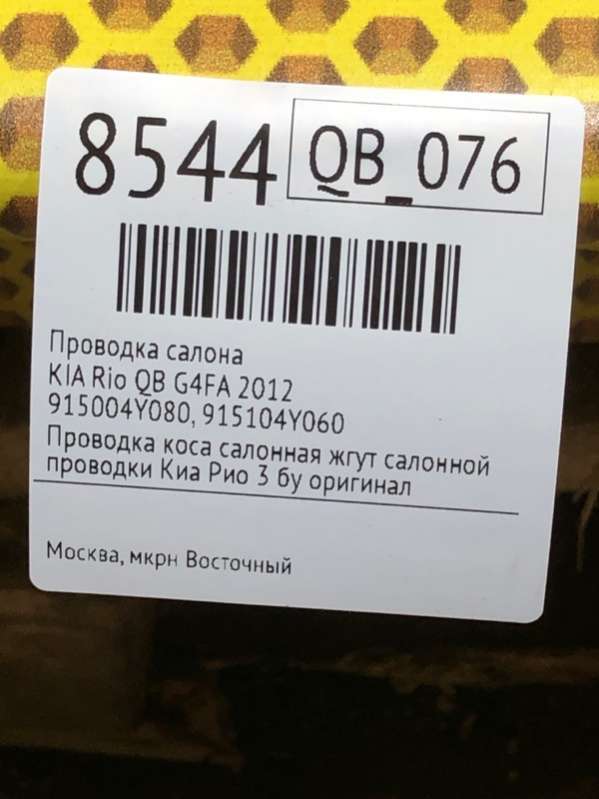 8544 QB_076
Проводка салона
KIA Rio QB G4FA 2012
915004Y080, 915104Y060
Проводка коса салонная жгут салонной
проводки Киа Рио 3 бу оригинал
Москва, мкрн Восточный